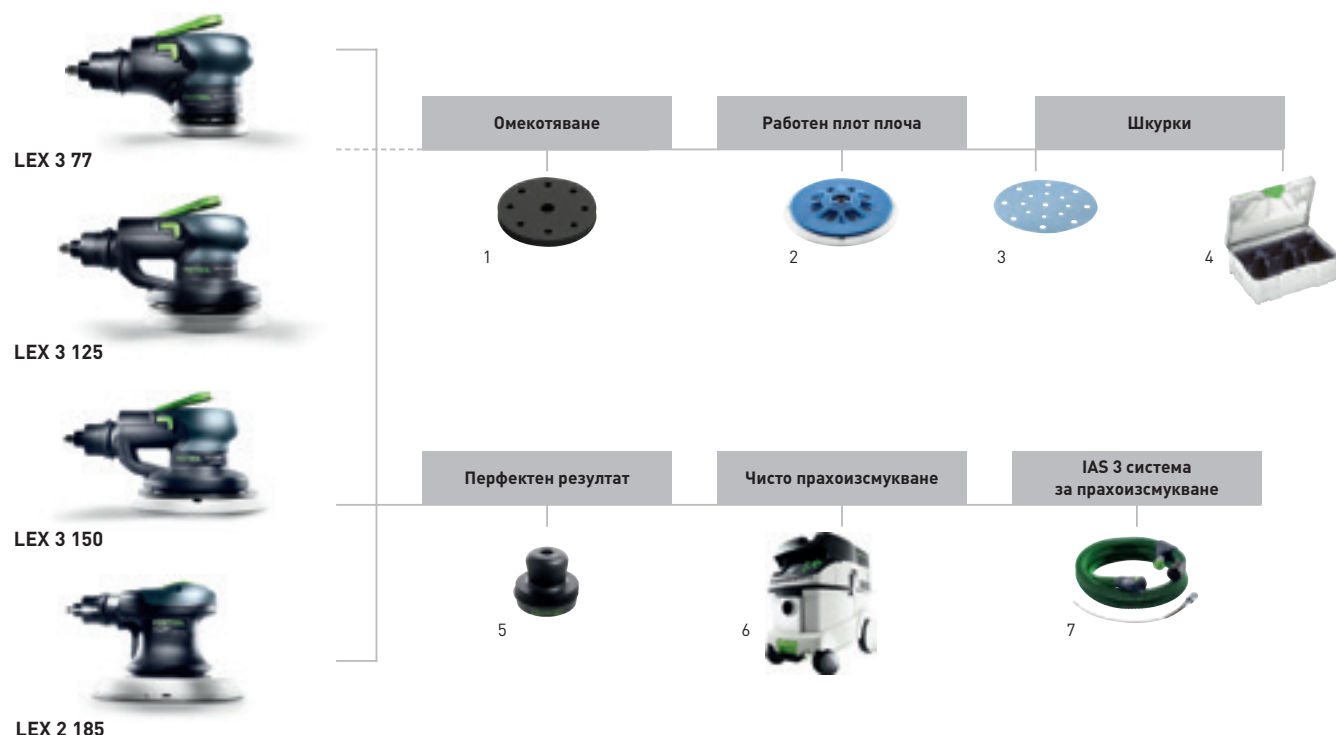 LEX 3 77
LEX 3 125
LEX 3 150
LEX 2 185
Омекотяване
Работен плот плоча
Шкурки
1
2
3
4
Перфектен резултат
Чисто прахоизсмукване
IAS 3 система
за прахоизсмукване
5
6
7